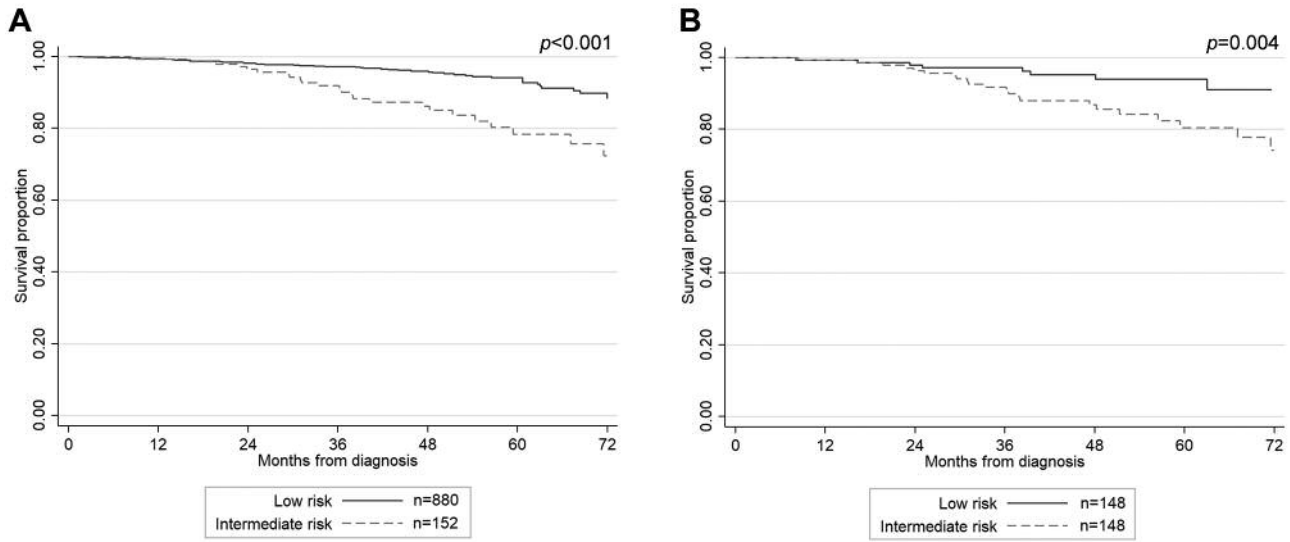 A
p<0.001
1.00
0.80
0.60
0.40
0.20
0.00
Survival proportion
0 12 24 36 48 60 72
Months from diagnosis
Low risk n=880
Intermediate risk n=152
B
p=0.004
1.00
0.80
0.60
0.40
0.20
0.00
Survival proportion
0 12 24 36 48 60 72
Months from diagnosis
Low risk n=148
Intermediate risk n=148